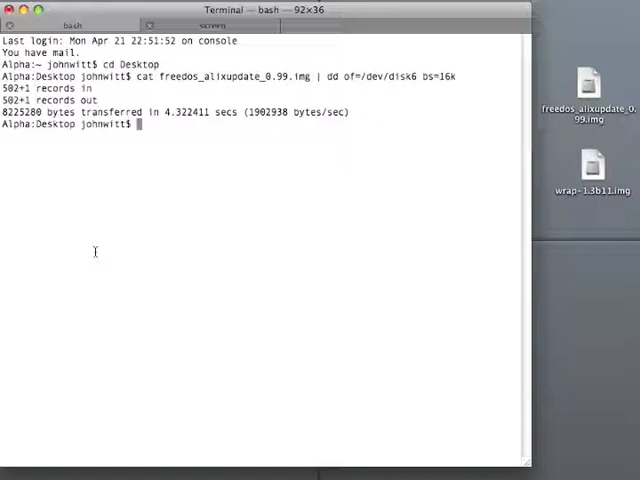 Terminal — bash — 92×36
bash
screen
Last login: Mon Apr 21 22:51:52 on console
You have mail.
Alpha:~ johnwitt$ cd Desktop
Alpha:Desktop johnwitt$ cat freedos_alixupdate_0.99.img | dd of=/dev/disk6 bs=16k
502+1 records in
502+1 records out
8225280 bytes transferred in 4.322411 secs (1902938 bytes/sec)
Alpha:Desktop johnwitt$
freedos_alixupdate_0.
99.img
wrap-1.3b11.img